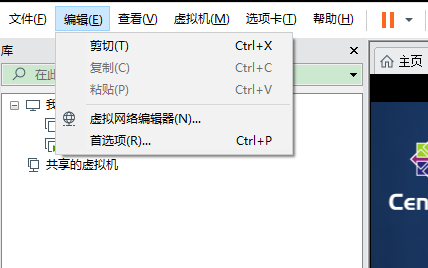 文件(F) 编辑(E) 查看(V) 虚拟机(M) 选项卡(T) 帮助(H)
库
剪切(T) Ctrl+X
主页
复制(C) Ctrl+C
在此
粘贴(P) Ctrl+V
我
虚拟网络编辑器(N)...
首选项(R)... Ctrl+P
共享的虚拟机
Cen